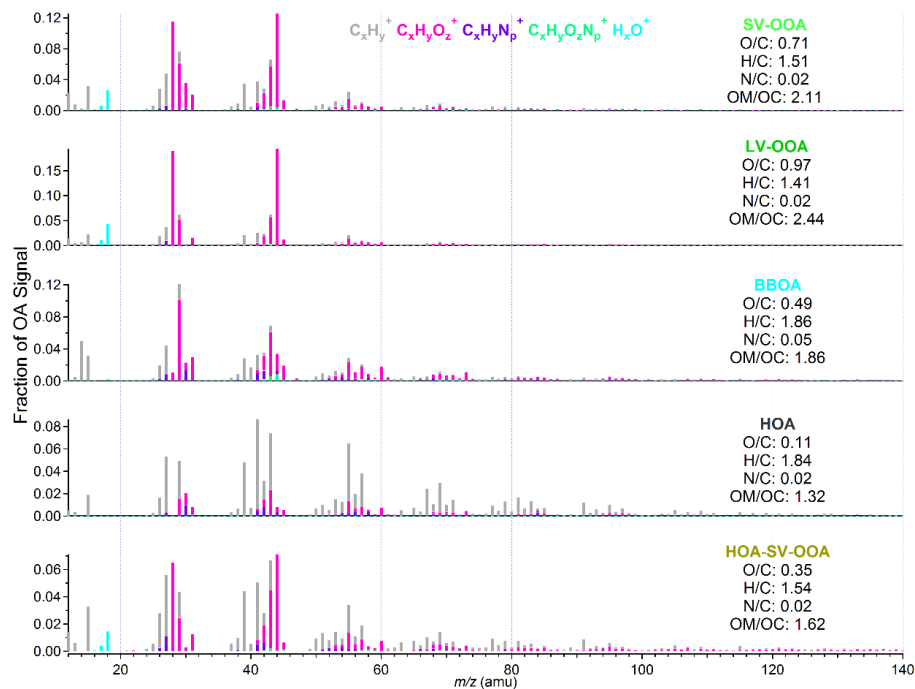 CxHy+ CxHyOz+ CxHyNp+ CxHyOzNp+ HxO+
Fraction of OA Signal
0.12
0.08
0.04
0.00
SV-OOA
O/C: 0.71
H/C: 1.51
N/C: 0.02
OM/OC: 2.11
0.15
0.10
0.05
0.00
LV-OOA
O/C: 0.97
H/C: 1.41
N/C: 0.02
OM/OC: 2.44
0.12
0.08
0.04
0.00
BBOA
O/C: 0.49
H/C: 1.86
N/C: 0.05
OM/OC: 1.86
0.08
0.06
0.04
0.02
0.00
HOA
O/C: 0.11
H/C: 1.84
N/C: 0.02
OM/OC: 1.32
0.06
0.04
0.02
0.00
HOA-SV-OOA
O/C: 0.35
H/C: 1.54
N/C: 0.02
OM/OC: 1.62
20 40 60 80 100 120 140
m/z (amu)